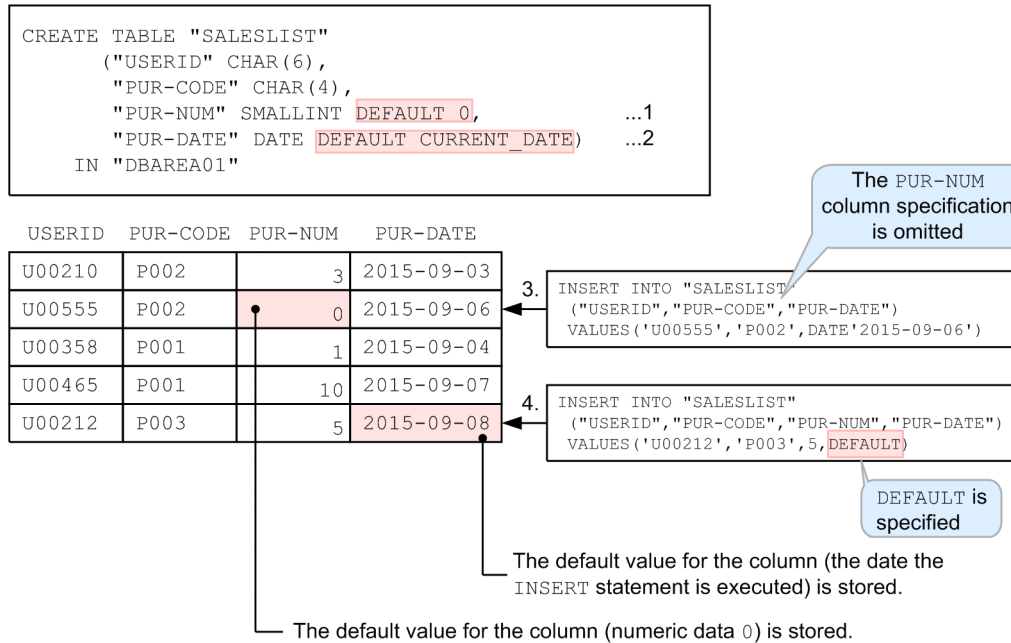 CREATE TABLE "SALESLIST"
("USERID" CHAR(6),
"PUR-CODE" CHAR(4),
"PUR-NUM" SMALLINT DEFAULT 0, ...1
"PUR-DATE" DATE DEFAULT CURRENT_DATE) ...2
IN "DBAREA01"
The PUR-NUM
column specification
is omitted
USERID PUR-CODE PUR-NUM PUR-DATE
U00210 P002 3 2015-09-03
U00555 P002 0 2015-09-06
U00358 P001 1 2015-09-04
U00465 P001 10 2015-09-07
U00212 P003 5 2015-09-08
3.
INSERT INTO "SALESLIST"
("USERID","PUR-CODE","PUR-DATE")
VALUES('U00555','P002',DATE'2015-09-06')
4.
INSERT INTO "SALESLIST"
("USERID","PUR-CODE","PUR-NUM","PUR-DATE")
VALUES('U00212','P003',5,DEFAULT)
DEFAULT is
specified
The default value for the column (the date the
INSERT statement is executed) is stored.
The default value for the column (numeric data 0) is stored.